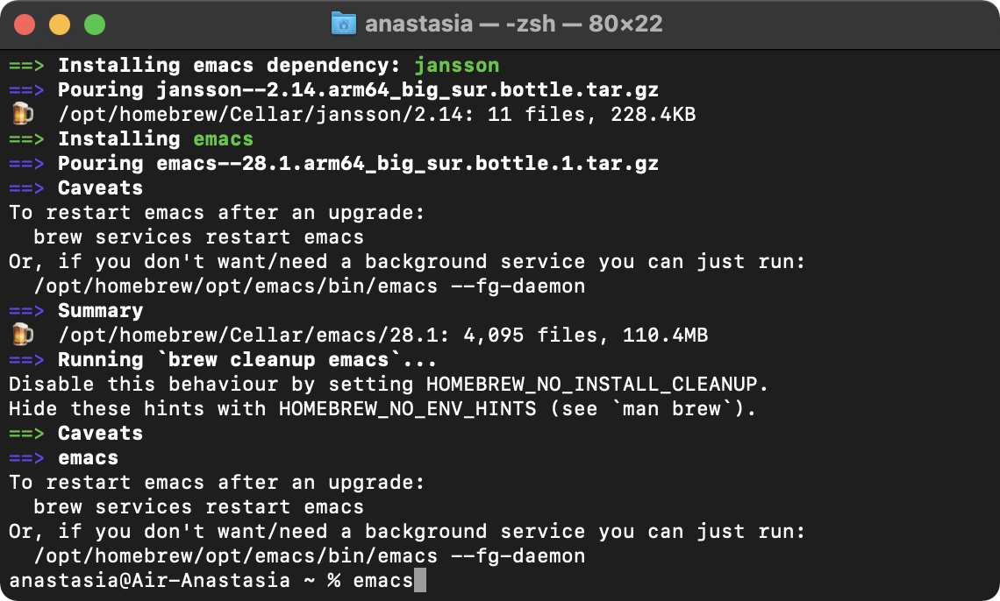 anastasia — -zsh — 80×22
==> Installing emacs dependency: jansson
==> Pouring jansson--2.14.arm64_big_sur.bottle.tar.gz
🍺  /opt/homebrew/Cellar/jansson/2.14: 11 files, 228.4KB
==> Installing emacs
==> Pouring emacs--28.1.arm64_big_sur.bottle.1.tar.gz
==> Caveats
To restart emacs after an upgrade:
  brew services restart emacs
Or, if you don't want/need a background service you can just run:
  /opt/homebrew/opt/emacs/bin/emacs --fg-daemon
==> Summary
🍺  /opt/homebrew/Cellar/emacs/28.1: 4,095 files, 110.4MB
==> Running `brew cleanup emacs`...
Disable this behaviour by setting HOMEBREW_NO_INSTALL_CLEANUP.
Hide these hints with HOMEBREW_NO_ENV_HINTS (see `man brew`).
==> Caveats
==> emacs
To restart emacs after an upgrade:
  brew services restart emacs
Or, if you don't want/need a background service you can just run:
  /opt/homebrew/opt/emacs/bin/emacs --fg-daemon
anastasia@Air-Anastasia ~ % emacs